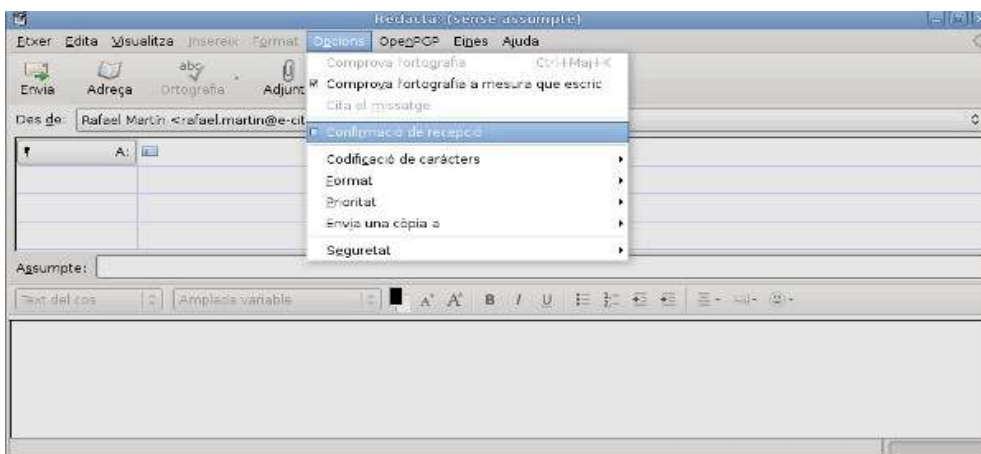 Redacta: (sense assumpte)
Fitxer Edita Visualitza Insereix Format Opcions OpenPGP Eines Ajuda
Envia Adreça Ortografia Adjunt
Comprova l'ortografia Ctrl+Maj+K
Comprova l'ortografia a mesura que escric
Cita el missatge
Des de: Rafael Martín <rafael.martin@e-cit
Confirmació de recepció
A:
Codificació de caràcters
Format
Prioritat
Envia una còpia a
Seguretat
Assumpte:
Text del cos Amplada variable
A A B I U